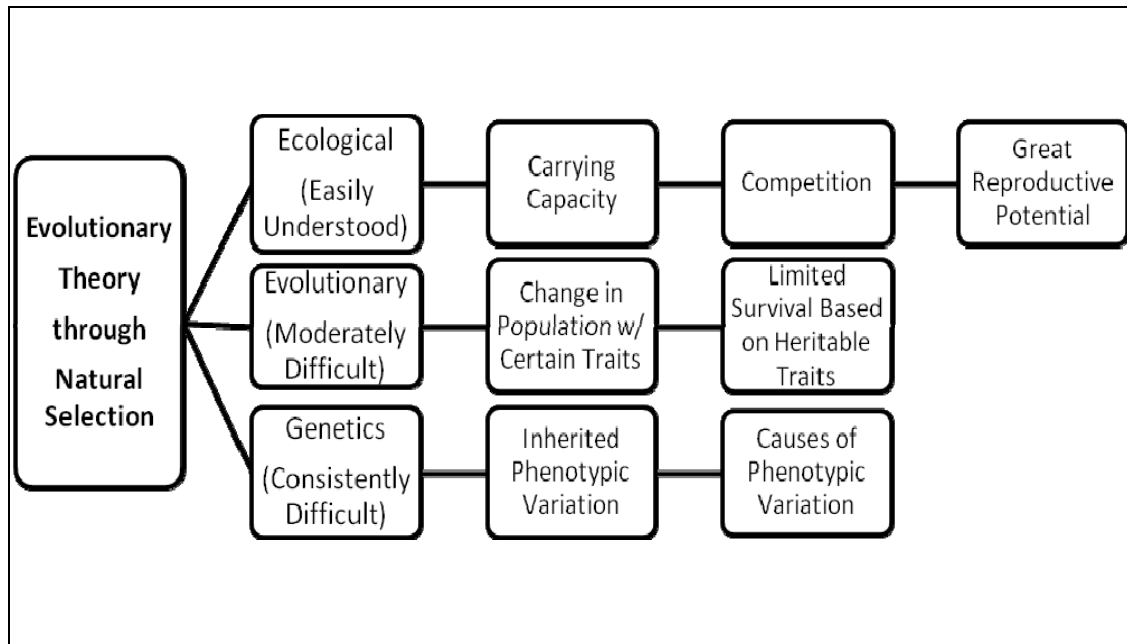 Evolutionary
Theory
through
Natural
Selection
Ecological
(Easily
Understood)
Carrying
Capacity
Competition
Great
Reproductive
Potential
Evolutionary
(Moderately
Difficult)
Change in
Population w/
Certain Traits
Limited
Survival Based
on Heritable
Traits
Genetics
(Consistently
Difficult)
Inherited
Phenotypic
Variation
Causes of
Phenotypic
Variation